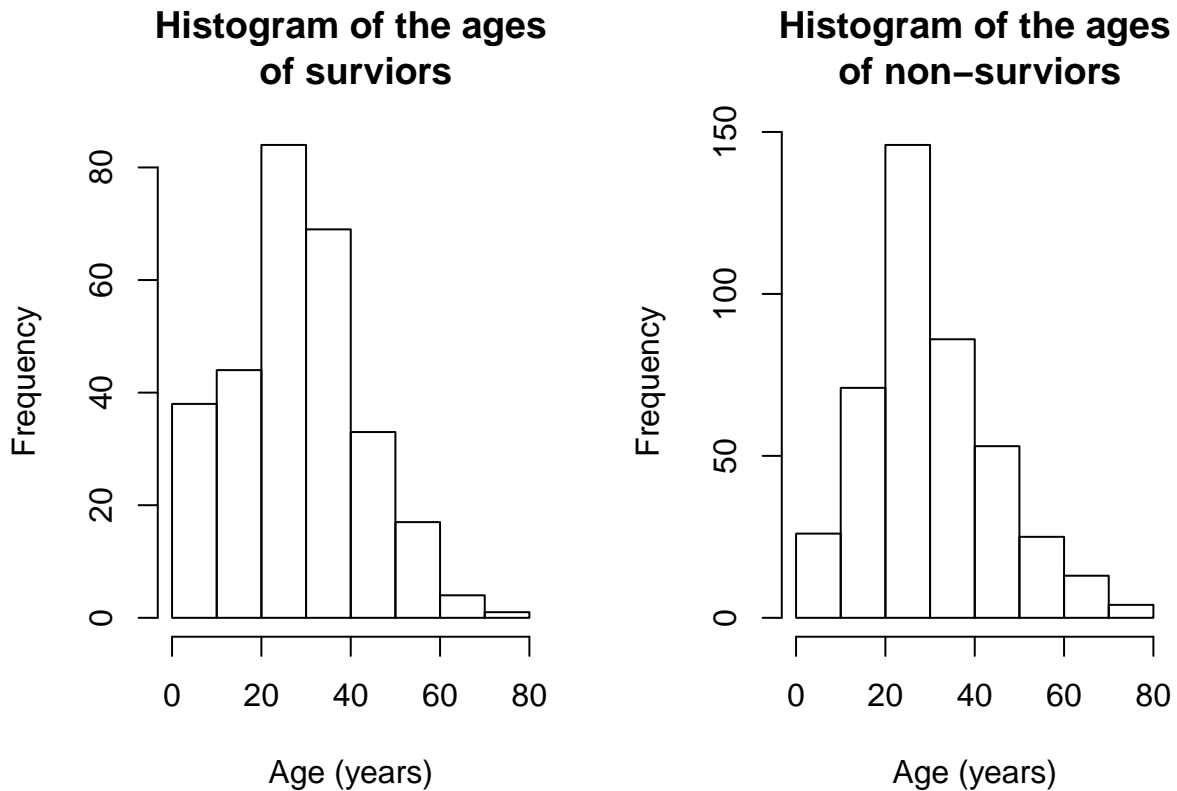 Histogram of the ages
of surviors
Frequency
0
20
40
60
80
0 20 40 60 80
Age (years)
Histogram of the ages
of non−surviors
Frequency
0
50
100
150
0 20 40 60 80
Age (years)